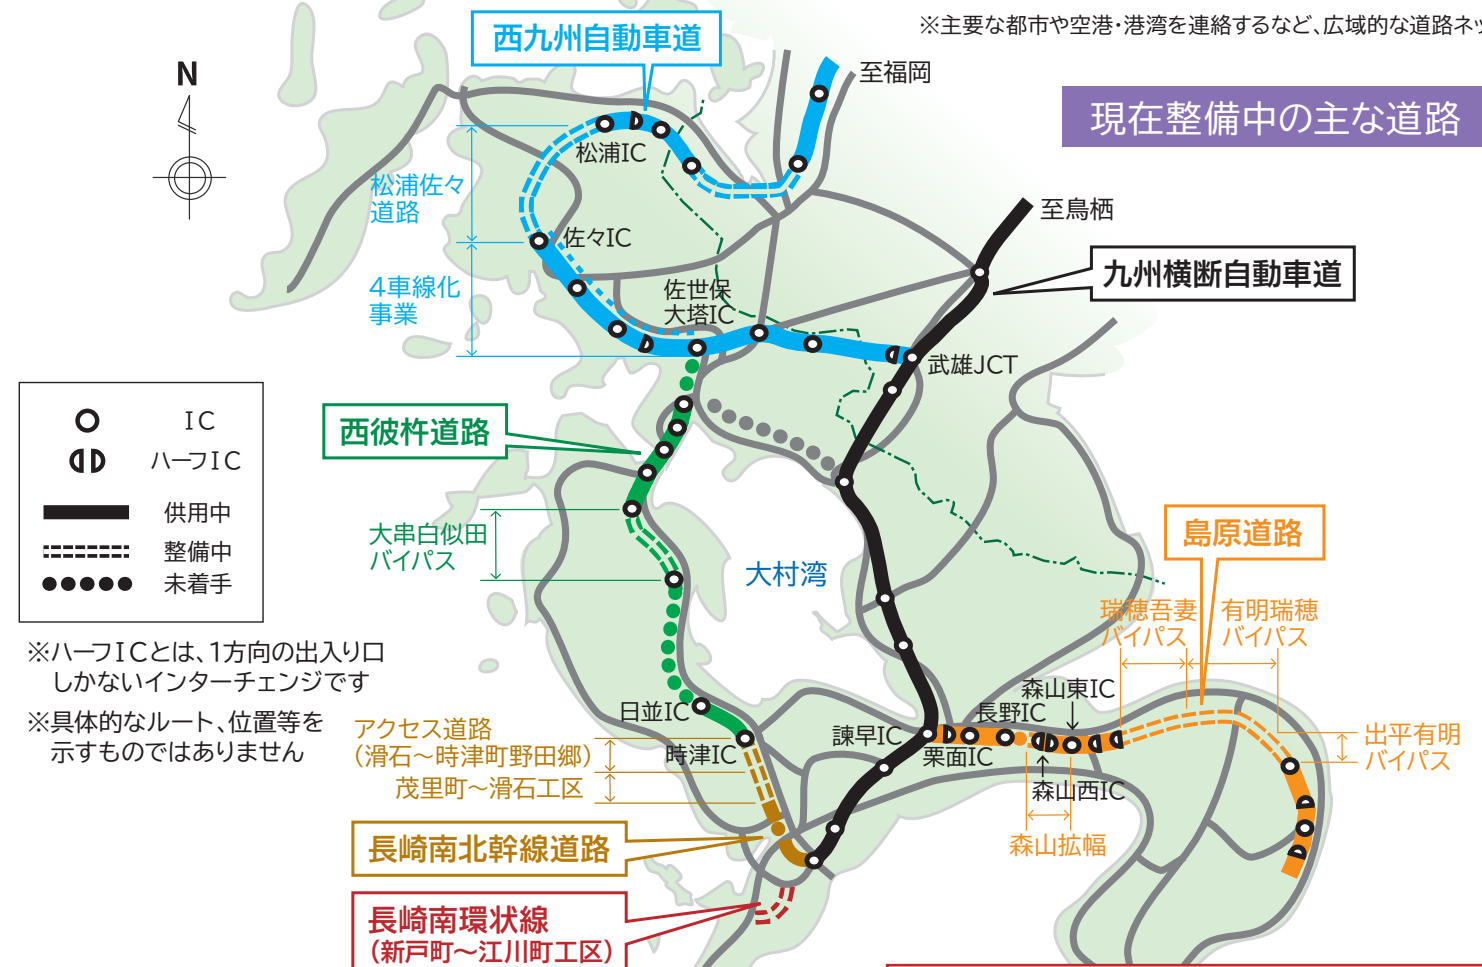 ※主要な都市や空港・港湾を連絡するなど、広域的な道路ネッ
西九州自動車道
至福岡
現在整備中の主な道路
N
松浦IC
松浦佐々
道路
至鳥栖
佐々IC
九州横断自動車道
4車線化
事業
佐世保
大塔IC
武雄JCT
IC
ハーフIC
供用中
整備中
未着手
西彼杵道路
大串白似田
バイパス
大村湾
島原道路
瑞穂吾妻
バイパス
有明瑞穂
バイパス
※ハーフICとは、1方向の出入り口
しかないインターチェンジです
※具体的なルート、位置等を
示すものではありません
森山東IC
長野IC
日並IC
諫早IC
栗面IC
時津IC
アクセス道路
(滑石～時津町野田郷)
茂里町～滑石工区
出平有明
バイパス
森山西IC
森山拡幅
長崎南北幹線道路
長崎南環状線
(新戸町～江川町工区)